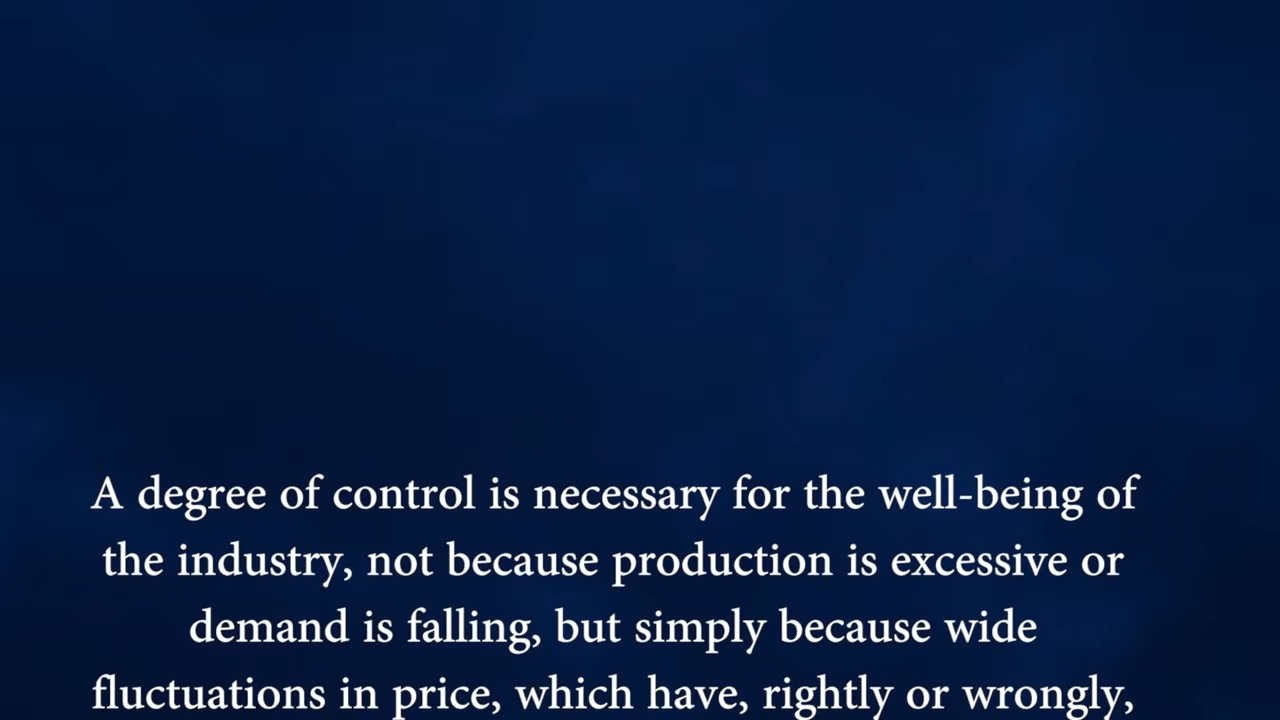 A degree of control is necessary for the well-being of
the industry, not because production is excessive or
demand is falling, but simply because wide
fluctuations in price, which have, rightly or wrongly,